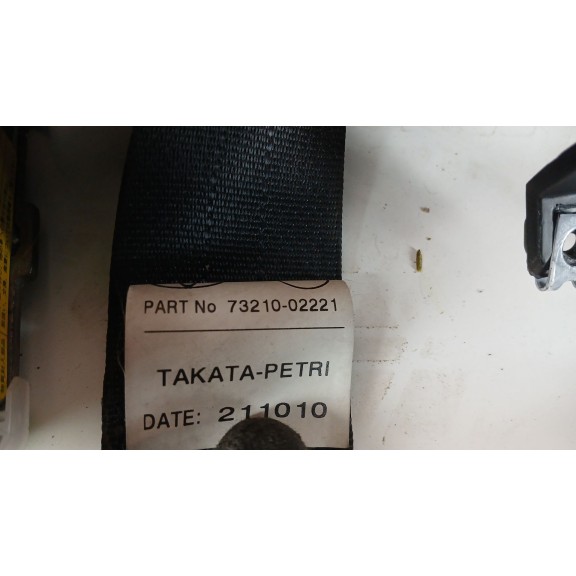 PART No 73210-02221
TAKATA-PETRI
DATE: 211010